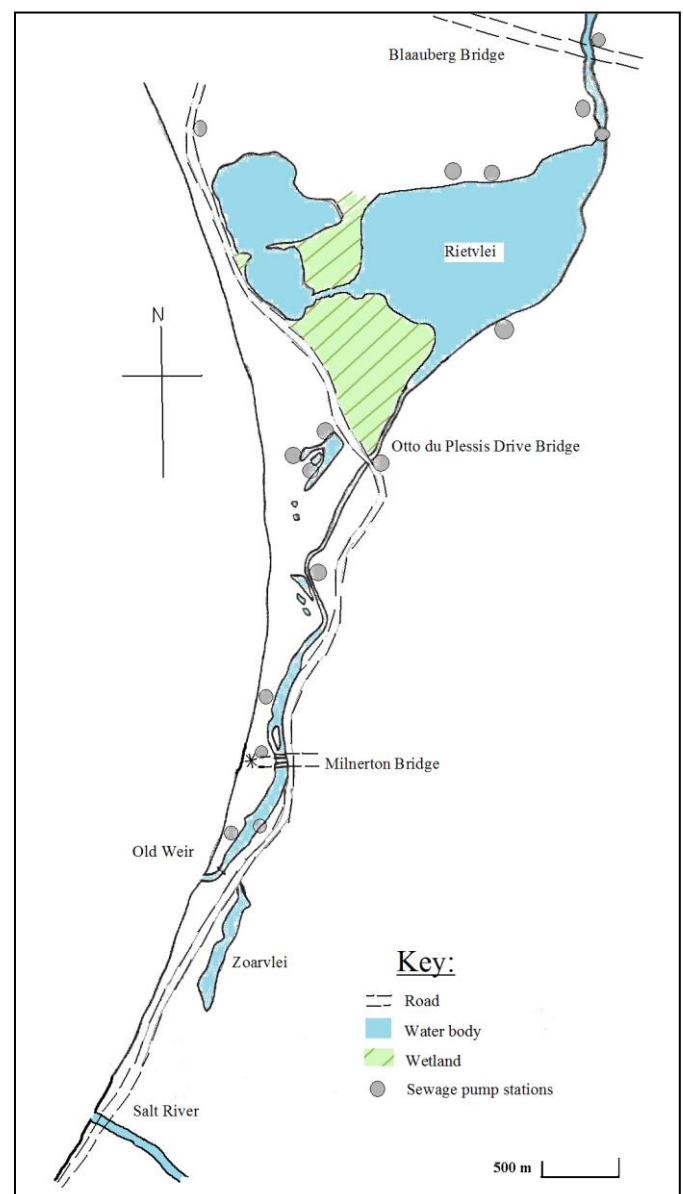 Blaauberg Bridge
Rietvlei
N
Otto du Plessis Drive Bridge
Milnerton Bridge
Old Weir
Zoarvlei
Key:
Road
Water body
Wetland
Sewage pump stations
Salt River
500 m